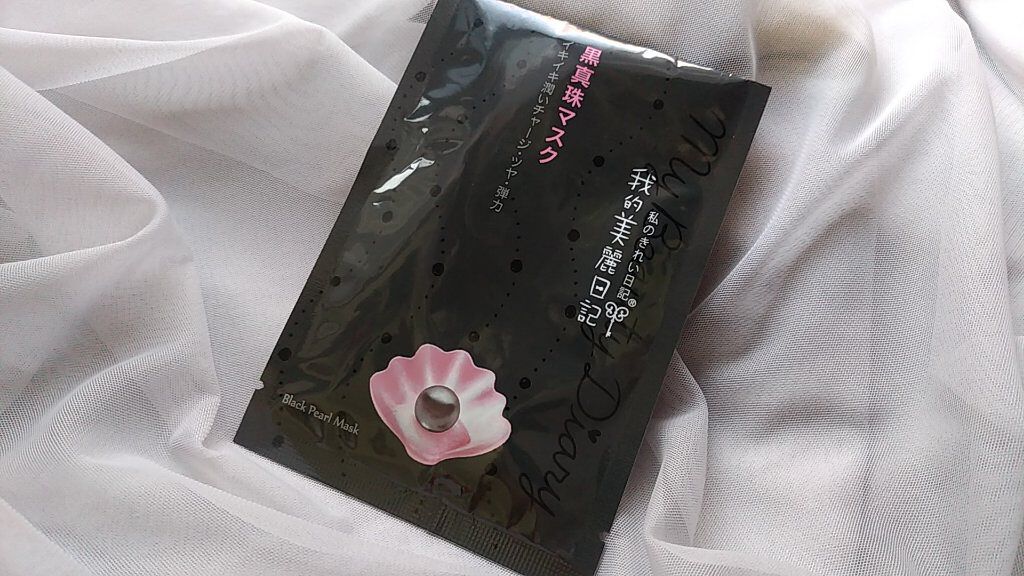 黒真珠マスク
イキイキ潤いチャージ・ツヤ・弾力
My Beauty Diary
私のきれい日記®
我的美麗日記
Black Pearl Mask